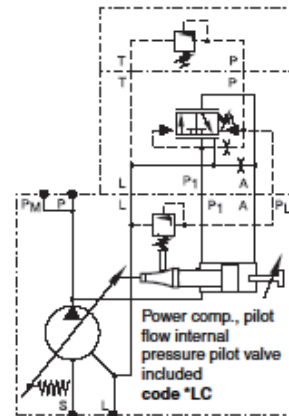 T P
T P
P1
L A
PM P L P1 A PL
Power comp., pilot
flow internal
pressure pilot valve
included
code *LC
S L